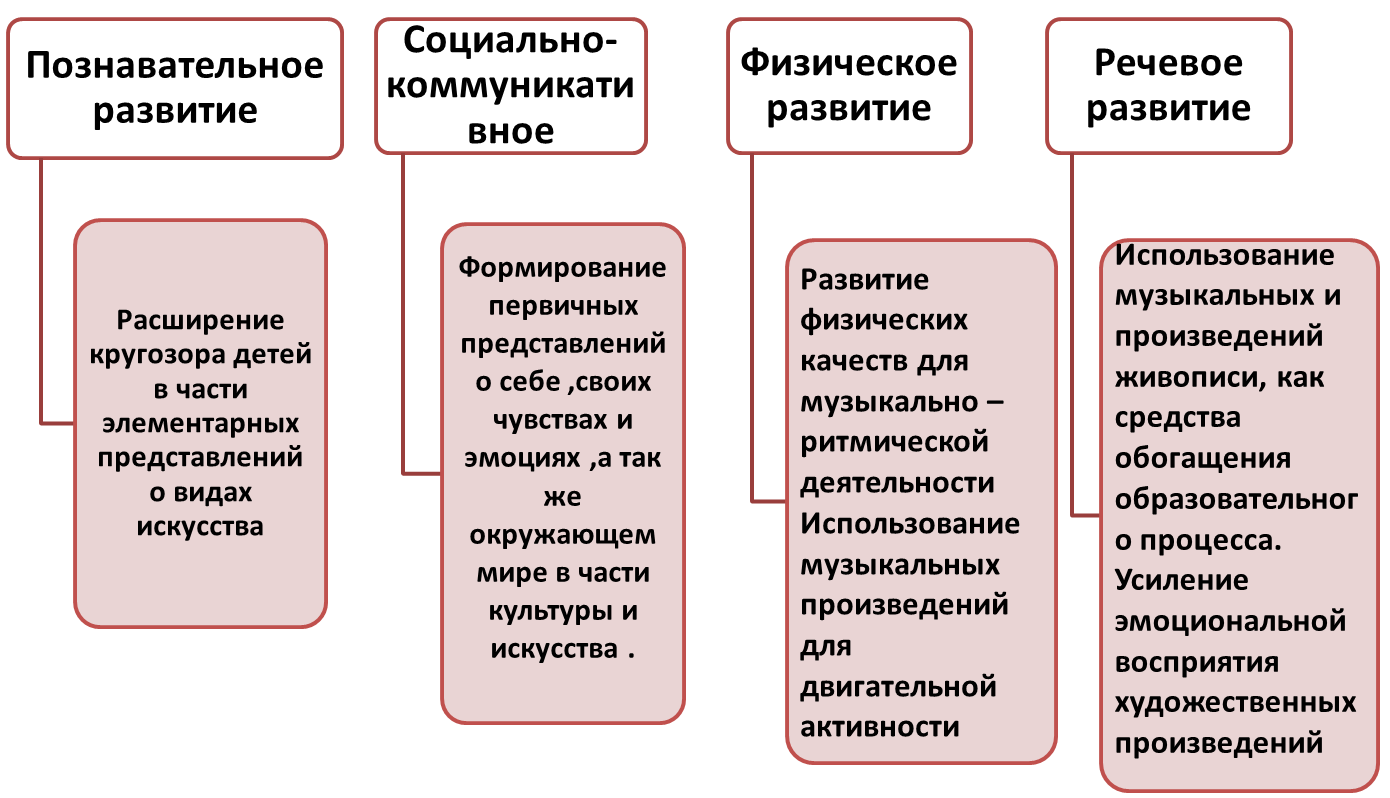 Познавательное
развитие
Расширение
кругозора детей
в части
элементарных
представлений
о видах
искусства
Социально-
коммуникати
вное
Формирование
первичных
представлений
о себе ,своих
чувствах и
эмоциях ,а так
же
окружающем
мире в части
культуры и
искусства .
Физическое
развитие
Развитие
физических
качеств для
музыкально –
ритмической
деятельности
Использование
музыкальных
произведений
для
двигательной
активности
Речевое
развитие
Использование
музыкальных и
произведений
живописи, как
средства
обогащения
образовательног
о процесса.
Усиление
эмоциональной
восприятия
художественных
произведений